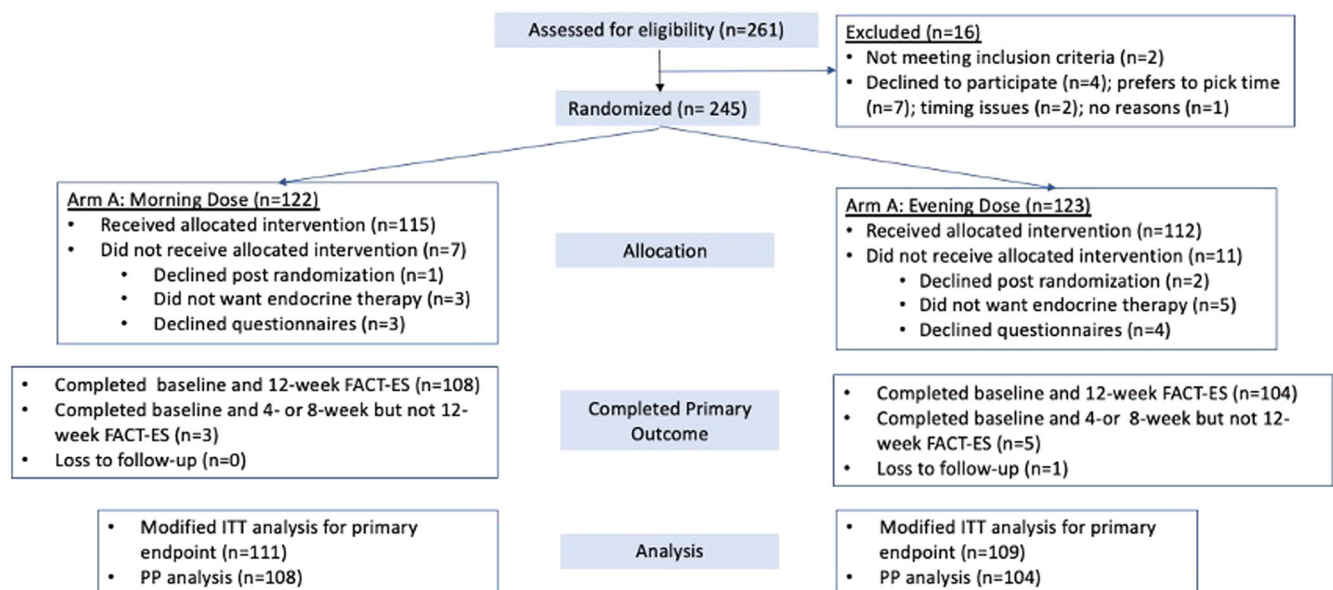 Assessed for eligibility (n=261)
Excluded (n=16)
• Not meeting inclusion criteria (n=2)
• Declined to participate (n=4); prefers to pick time
(n=7); timing issues (n=2); no reasons (n=1)
Randomized (n= 245)
Arm A: Morning Dose (n=122)
• Received allocated intervention (n=115)
• Did not receive allocated intervention (n=7)
• Declined post randomization (n=1)
• Did not want endocrine therapy (n=3)
• Declined questionnaires (n=3)
Allocation
Arm A: Evening Dose (n=123)
• Received allocated intervention (n=112)
• Did not receive allocated intervention (n=11)
• Declined post randomization (n=2)
• Did not want endocrine therapy (n=5)
• Declined questionnaires (n=4)
• Completed baseline and 12-week FACT-ES (n=108)
• Completed baseline and 4- or 8-week but not 12-
week FACT-ES (n=3)
• Loss to follow-up (n=0)
Completed Primary
Outcome
• Completed baseline and 12-week FACT-ES (n=104)
• Completed baseline and 4-or 8-week but not 12-
week FACT-ES (n=5)
• Loss to follow-up (n=1)
• Modified ITT analysis for primary
endpoint (n=111)
• PP analysis (n=108)
Analysis
• Modified ITT analysis for primary
endpoint (n=109)
• PP analysis (n=104)